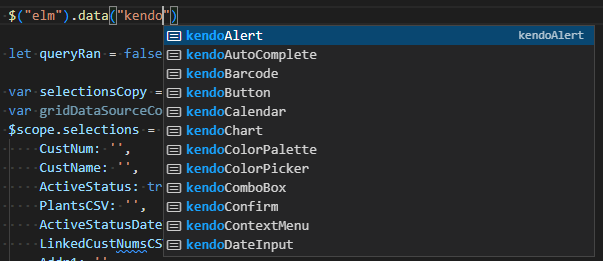 $("elm").data("kendo")
kendoAlert kendoAlert
let queryRan = false
kendoAutoComplete
kendoBarcode
var selectionsCopy =
kendoButton
var gridDataSourceCo
kendoCalendar
$scope.selections =
kendoChart
CustNum: '',
kendoColorPalette
CustName: '',
kendoColorPicker
ActiveStatus: tr
kendoComboBox
PlantsCSV: '',
kendoConfirm
ActiveStatusDate
kendoContextMenu
LinkedCustNumsCS
kendoDateInput